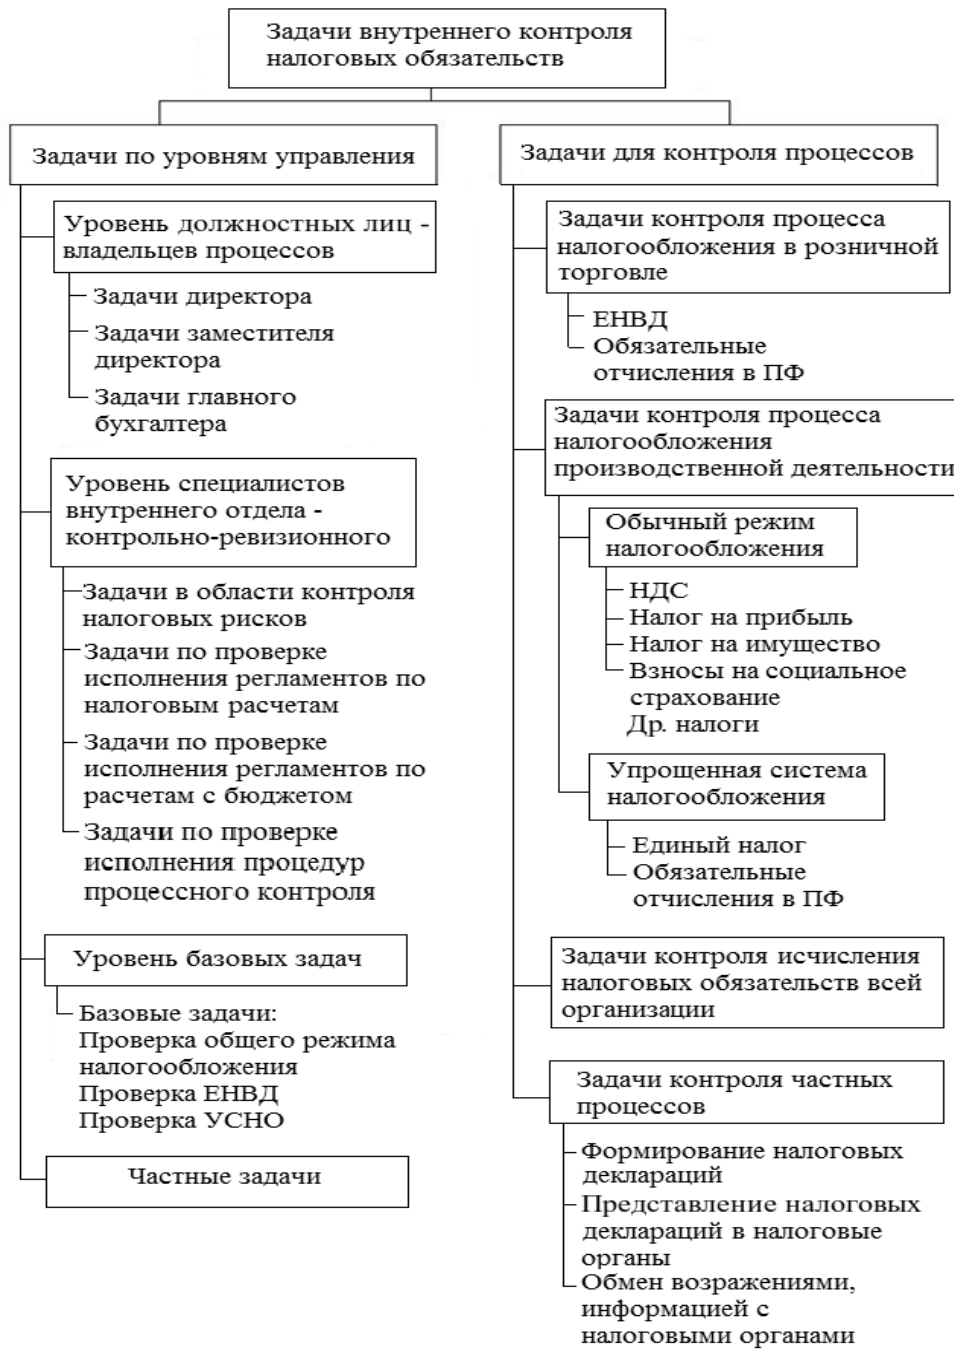 Задачи внутреннего контроля
налоговых обязательств
Задачи по уровням управления
Уровень должностных лиц -
владельцев процессов
Задачи директора
Задачи заместителя
директора
Задачи главного
бухгалтера
Уровень специалистов
внутреннего отдела -
контрольно-ревизионного
Задачи в области контроля
налоговых рисков
Задачи по проверке
исполнения регламентов по
налоговым расчетам
Задачи по проверке
исполнения регламентов по
расчетам с бюджетом
Задачи по проверке
исполнения процедур
процессного контроля
Уровень базовых задач
Базовые задачи:
Проверка общего режима
налогообложения
Проверка ЕНВД
Проверка УСНО
Частные задачи
Задачи для контроля процессов
Задачи контроля процесса
налогообложения в розничной
торговле
ЕНВД
Обязательные
отчисления в ПФ
Задачи контроля процесса
налогообложения
производственной деятельности
Обычный режим
налогообложения
НДС
Налог на прибыль
Налог на имущество
Взносы на социальное
страхование
Др. налоги
Упрощенная система
налогообложения
Единый налог
Обязательные
отчисления в ПФ
Задачи контроля исчисления
налоговых обязательств всей
организации
Задачи контроля частных
процессов
Формирование налоговых
деклараций
Представление налоговых
деклараций в налоговые
органы
Обмен возражениями,
информацией с
налоговыми органами